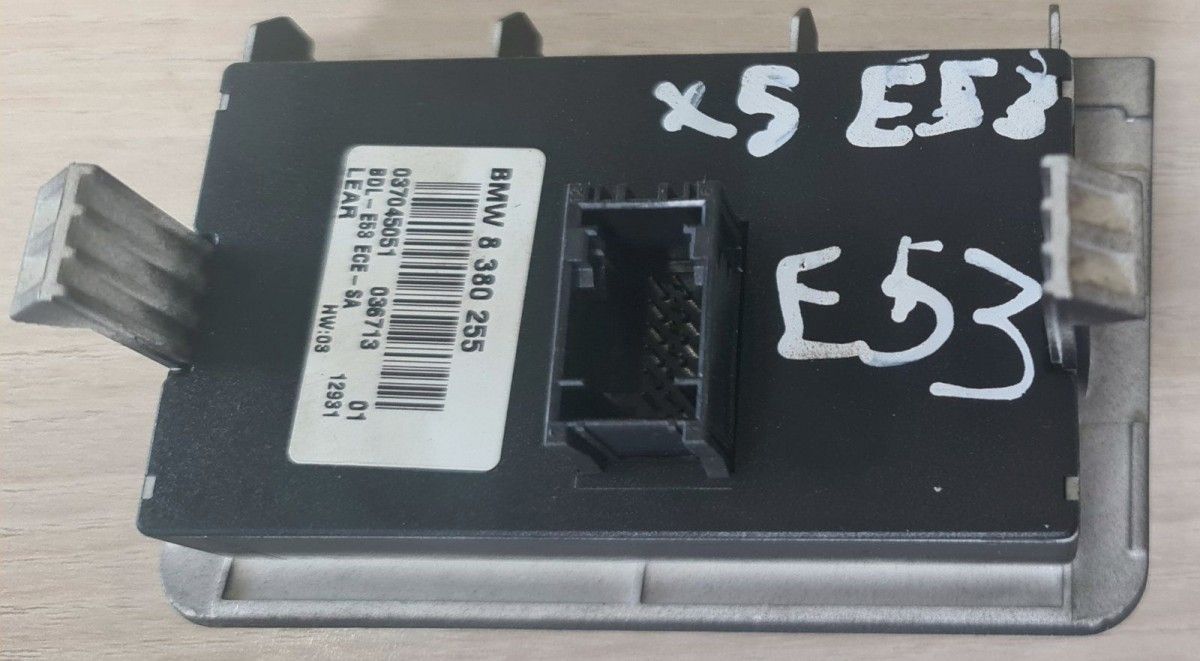 X5 E53
E53
BMW 8 380 255
037045051 036713 01
BDL-E53 ECE-SA
LEAR HW:03 12931